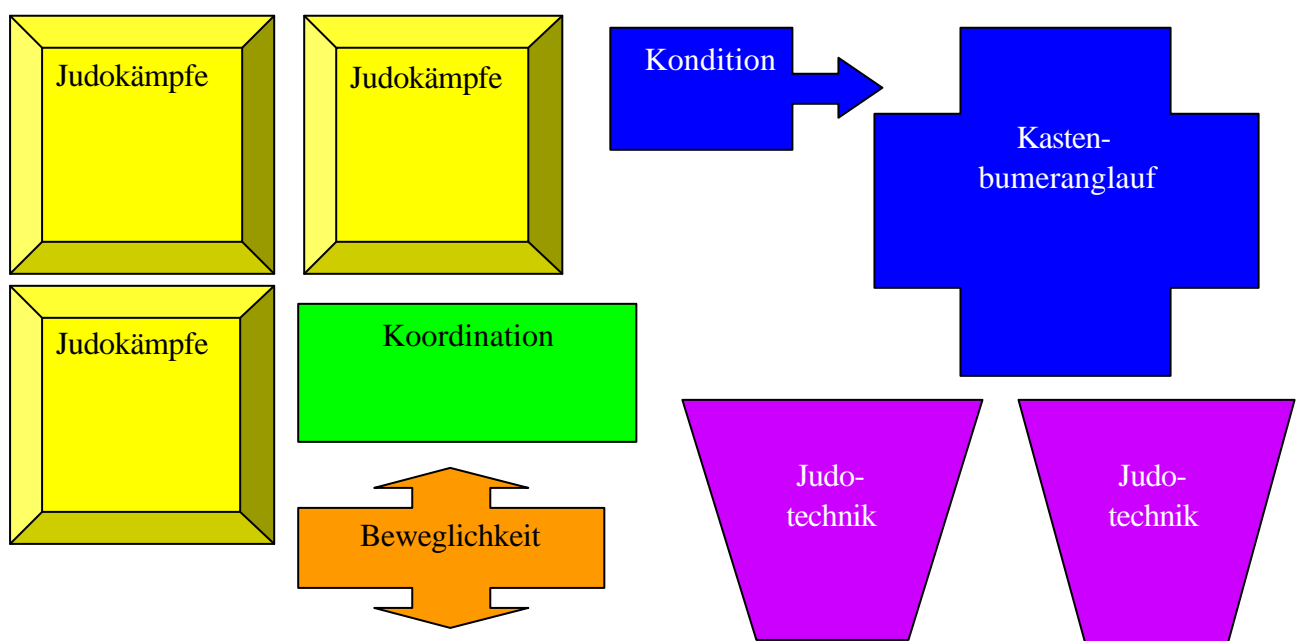 Judokämpfe
Judokämpfe
Kondition
Kasten-
bumeranglauf
Judokämpfe
Koordination
Beweglichkeit
Judo-
technik
Judo-
technik